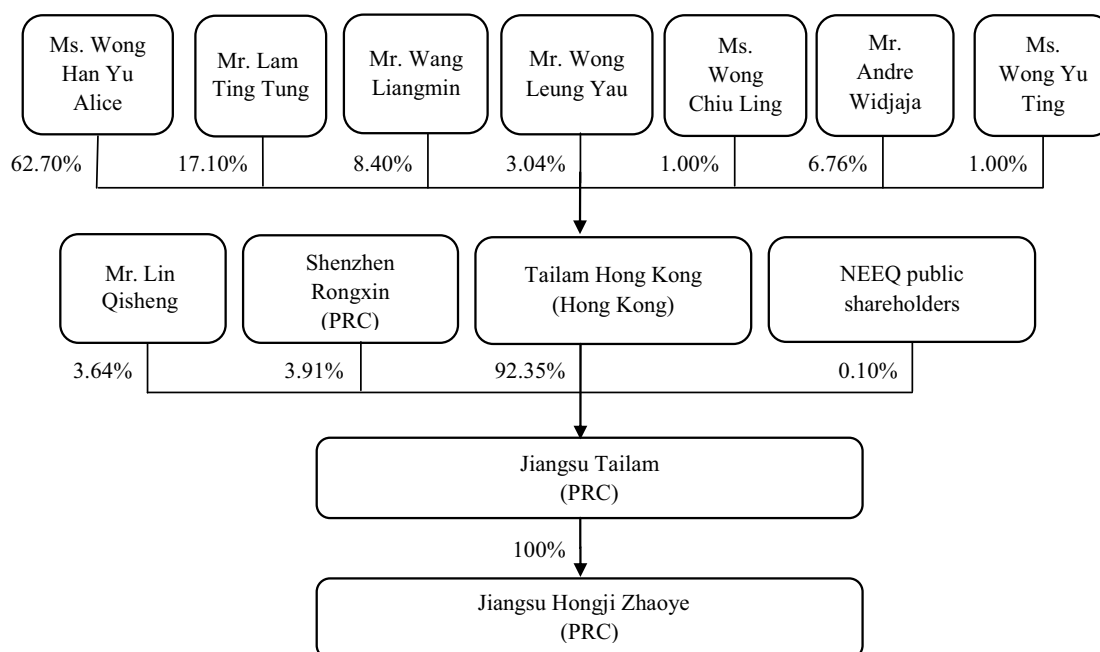 Ms. Wong
Han Yu
Alice
Mr. Lam
Ting Tung
Mr. Wang
Liangmin
Mr. Wong
Leung Yau
Ms.
Wong
Chiu Ling
Mr.
Andre
Widjaja
Ms.
Wong Yu
Ting
62.70%
17.10%
8.40%
3.04%
1.00%
6.76%
1.00%
Mr. Lin
Qisheng
Shenzhen
Rongxin
(PRC)
Tailam Hong Kong
(Hong Kong)
NEEQ public
shareholders
3.64%
3.91%
92.35%
0.10%
Jiangsu Tailam
(PRC)
100%
Jiangsu Hongji Zhaoye
(PRC)